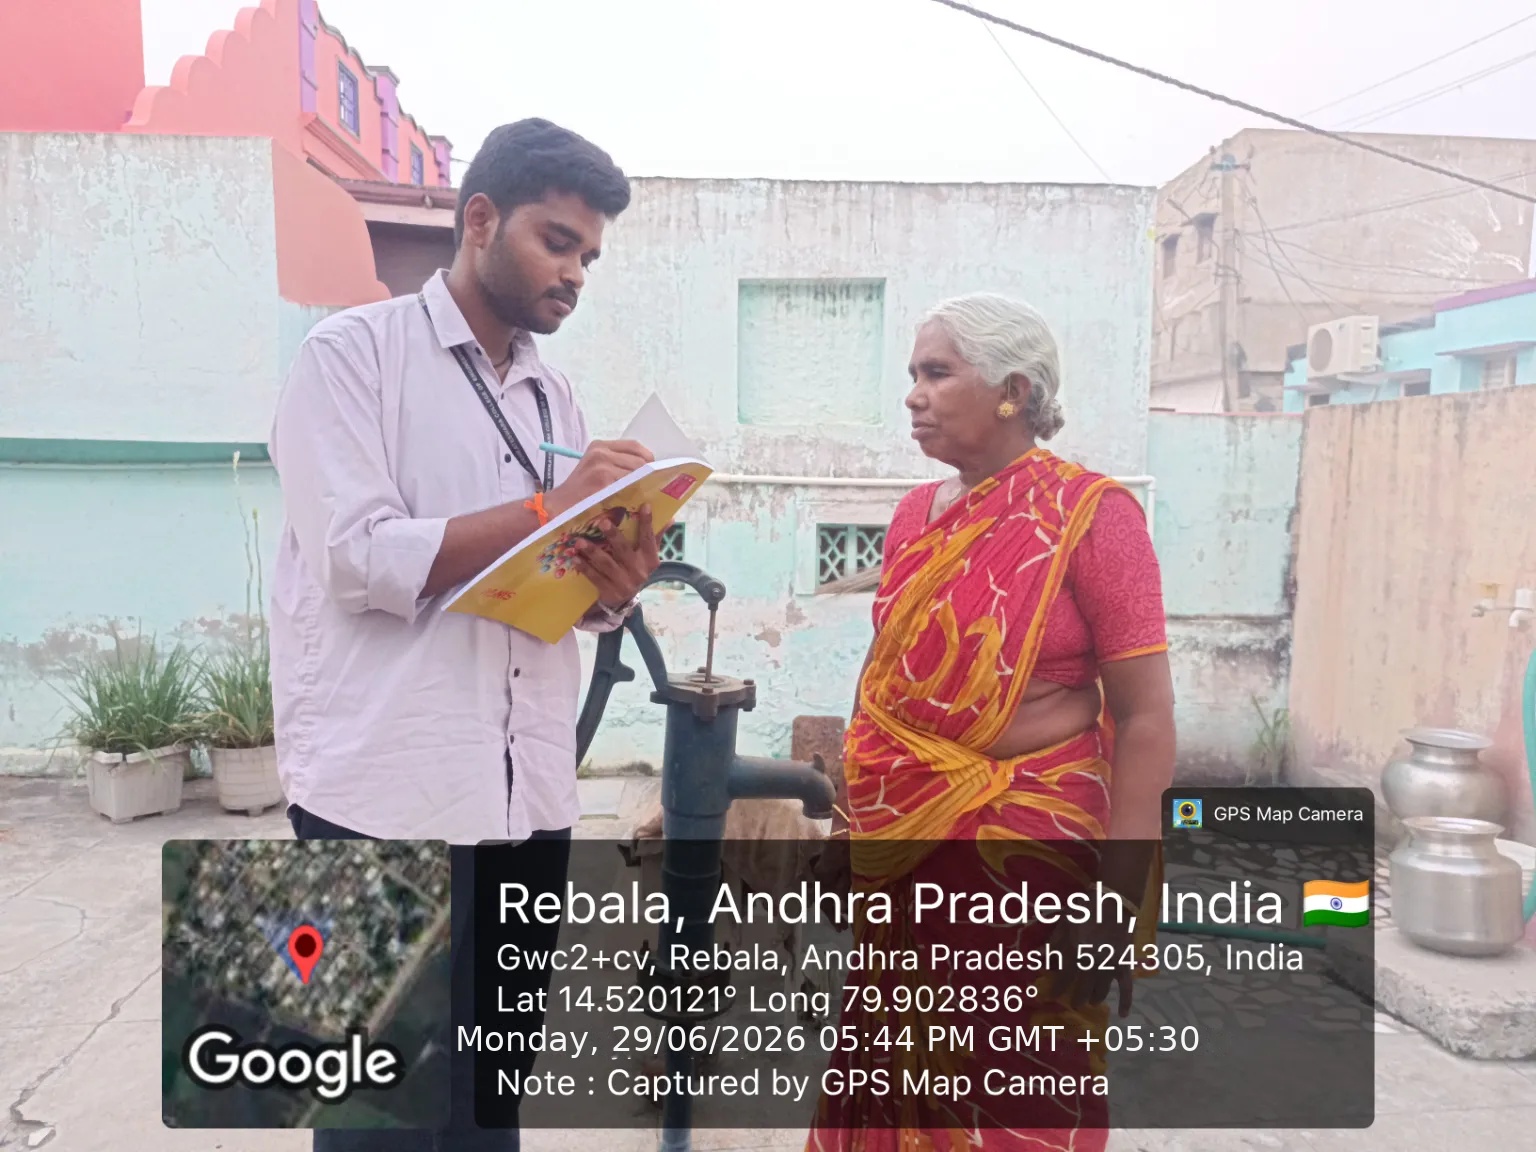 GPS Map Camera
Rebala, Andhra Pradesh, India
Gwc2+cv, Rebala, Andhra Pradesh 524305, India
Lat 14.520121° Long 79.902836°
Monday, 29/06/2026 05:44 PM GMT +05:30
Note : Captured by GPS Map Camera
Google